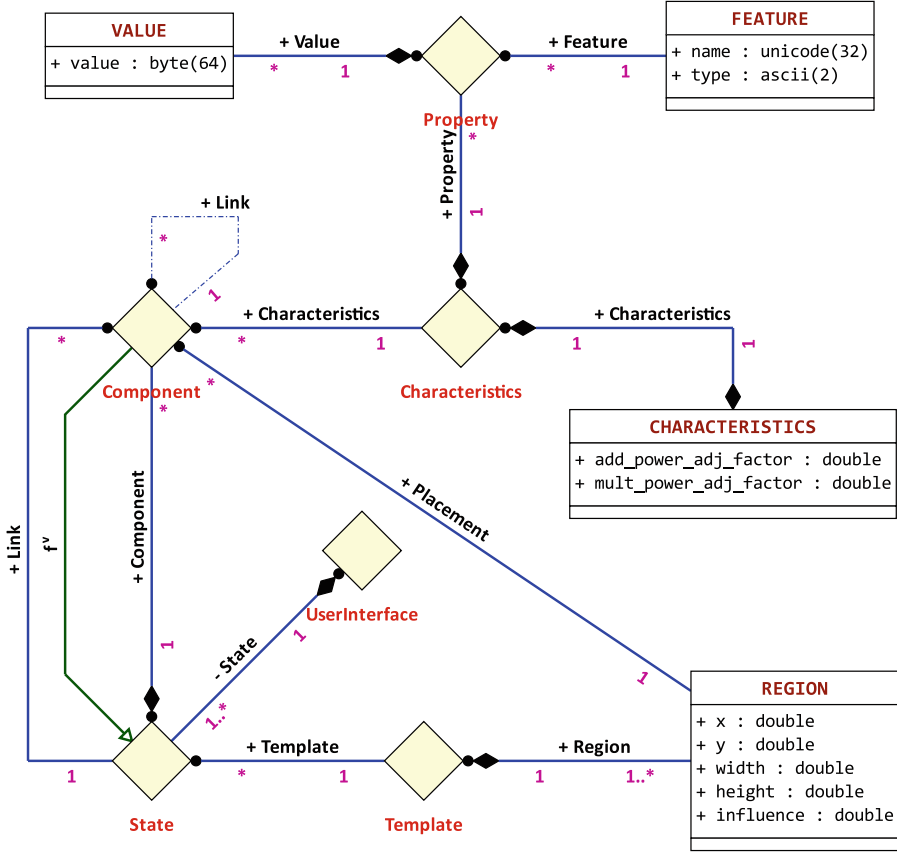 VALUE
+ value : byte(64)
+ Value
*
1
Property
+ Feature
*
1
FEATURE
+ name : unicode(32)
+ type : ascii(2)
*
+ Property
1
+ Link
*
1
+ Characteristics
*
1
+ Characteristics
1
1
*
Component
*
*
Characteristics
CHARACTERISTICS
+ add_power_adj_factor : double
+ mult_power_adj_factor : double
+ Placement
1
+ Link
fᵛ
+ Component
1
UserInterface
1
- State
1..*
REGION
+ x : double
+ y : double
+ width : double
+ height : double
+ influence : double
+ Template
*
1
+ Region
1
1..*
1
State
Template